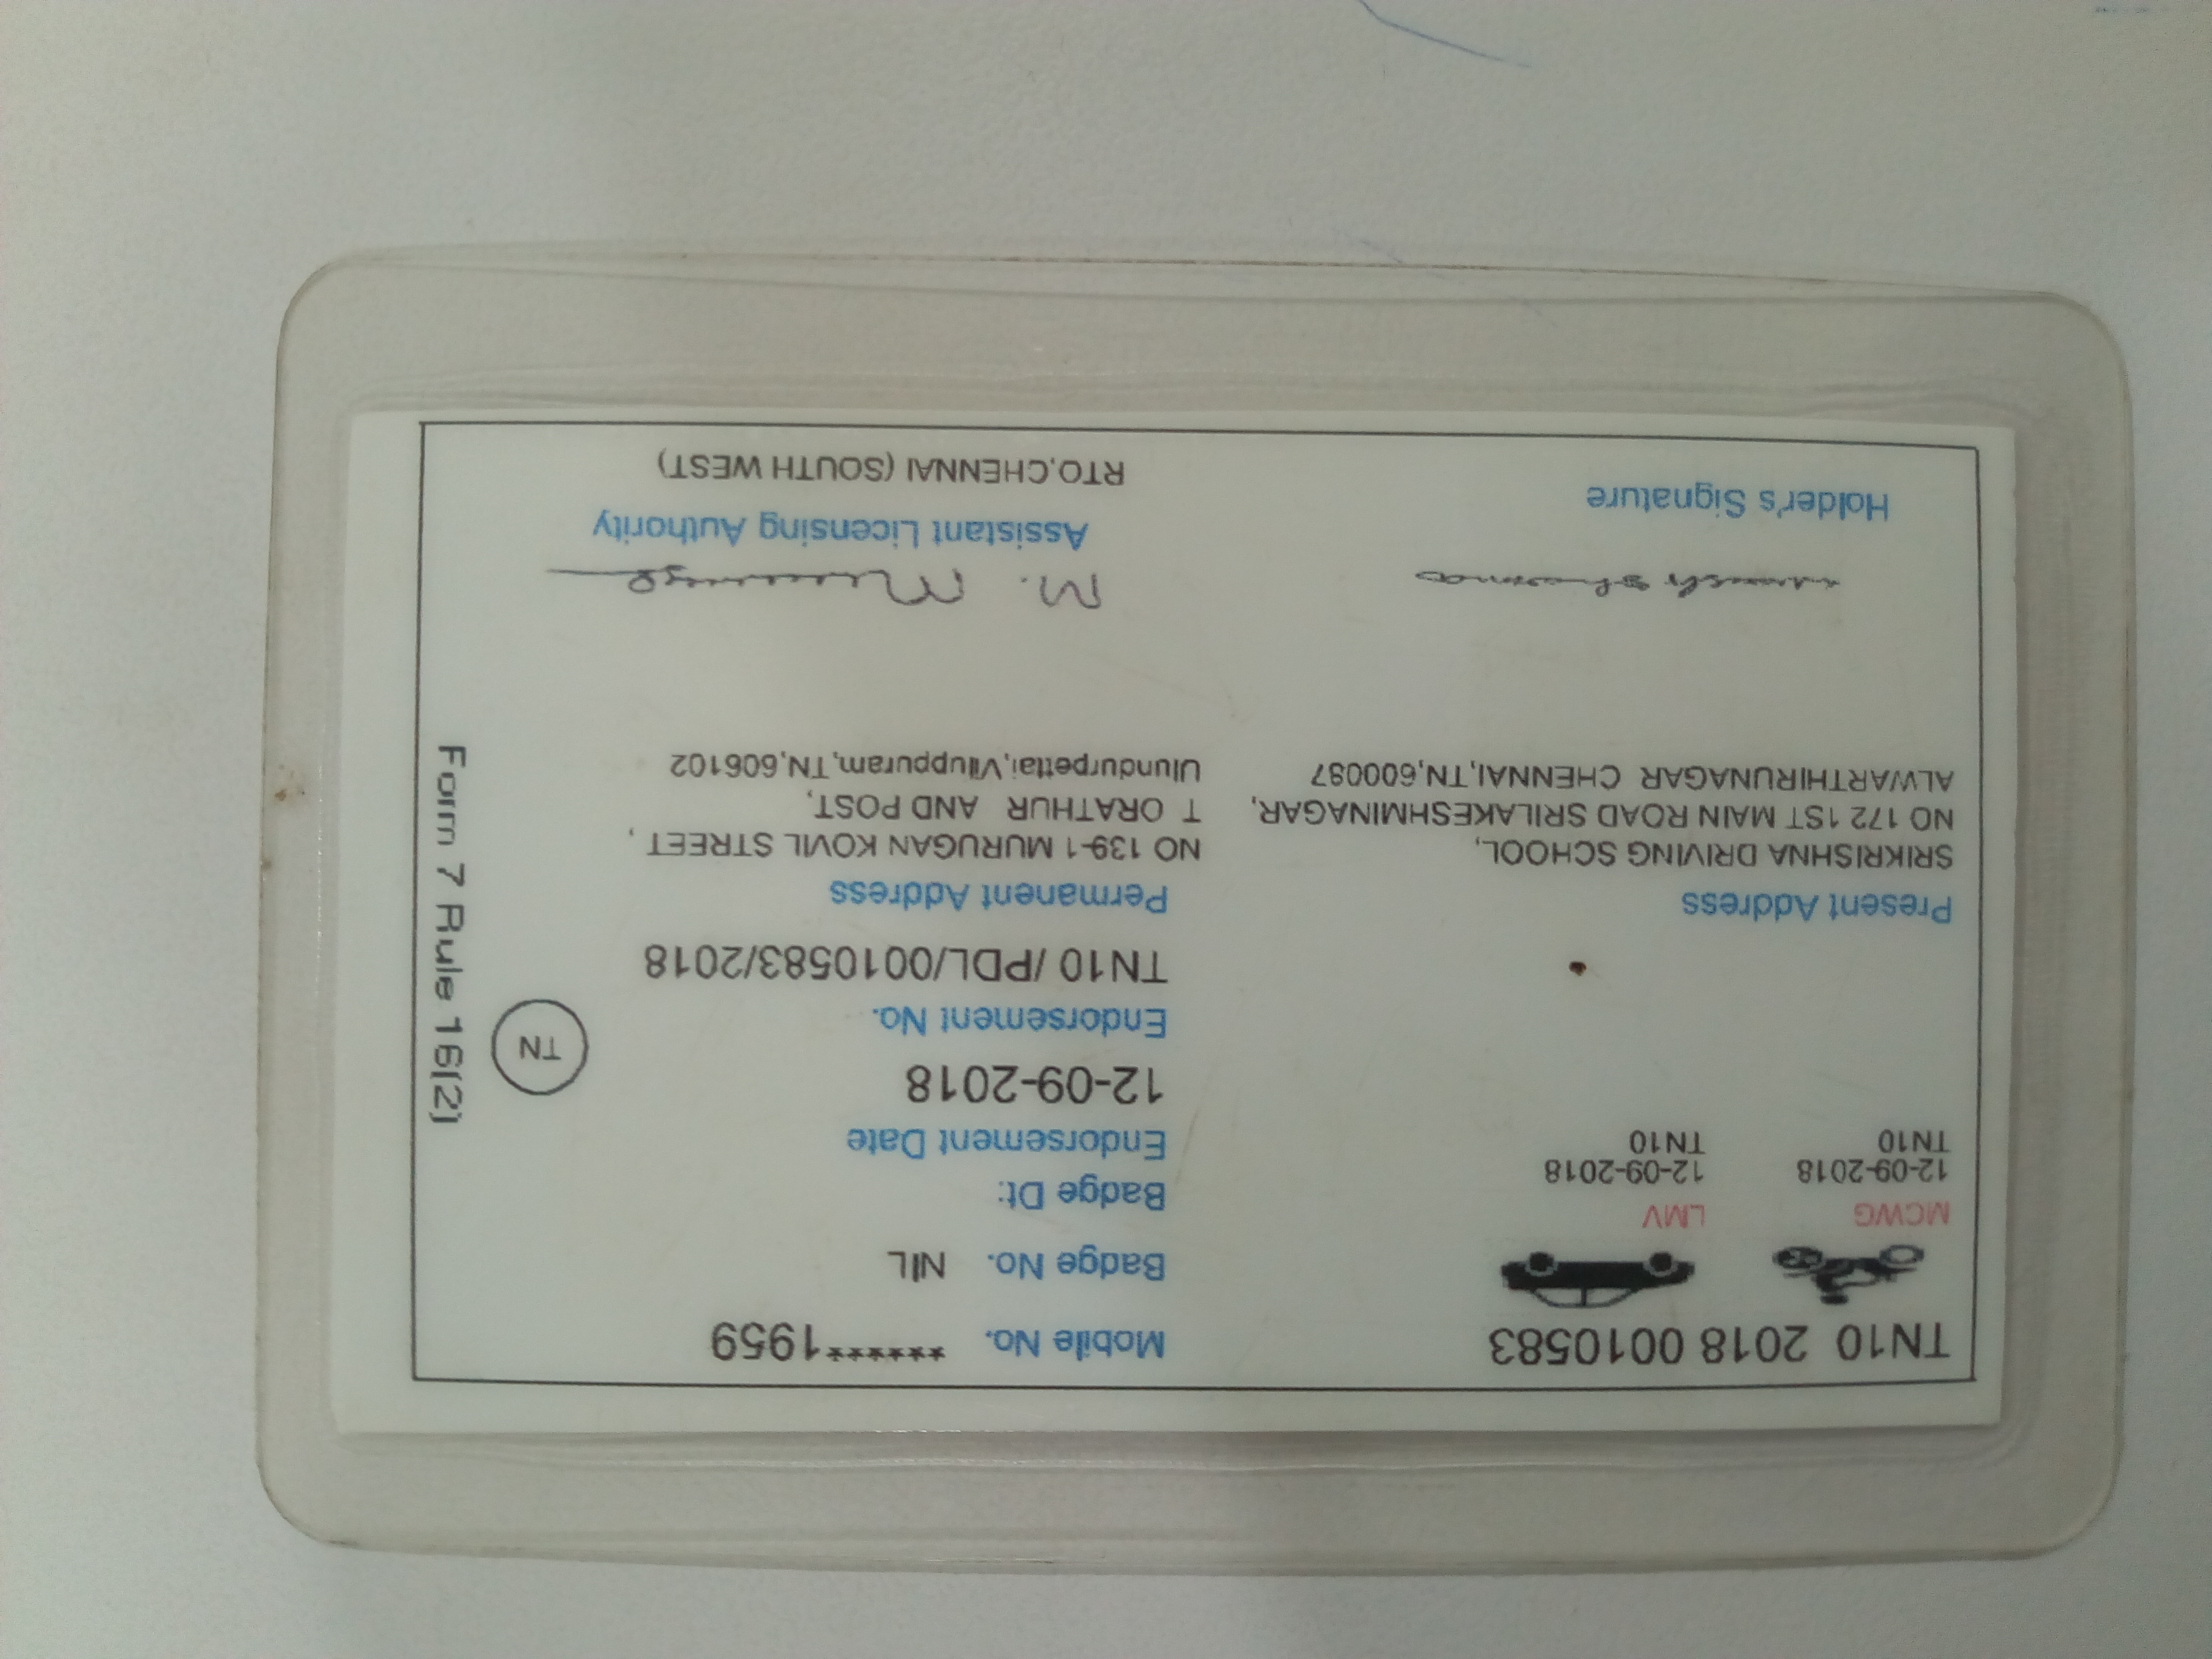 TN10 2018 0010583
MCWG
12-09-2018
TN10
LMV
12-09-2018
TN10
Present Address
SRIKRISHNA DRIVING SCHOOL,
NO 172 1ST MAIN ROAD SRILAKESHMINAGAR,
ALWARTHIRUNAGAR CHENNAI,TN,600087
Holder's Signature
Mobile No. ******1959
Badge No. NIL
Badge Dt:
Endorsement Date
12-09-2018
Endorsement No.
TN10 /PDL/0010583/2018
Permanent Address
NO 139-1 MURUGAN KOVIL STREET ,
T ORATHUR AND POST,
Ulundurpettai,Viluppuram,TN,606102
M.
Assistant Licensing Authority
RTO,CHENNAI (SOUTH WEST)
TN
Form 7 Rule 16(2)